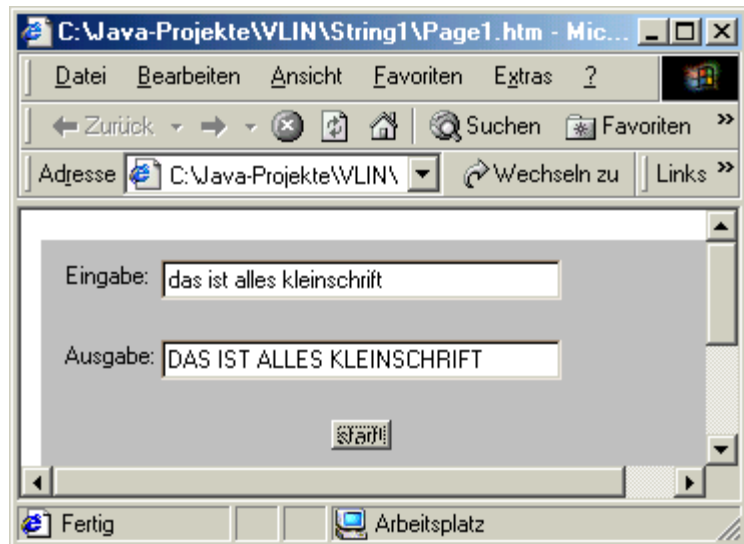 C:\Java-Projekte\VLIN\String1\Page1.htm - Mic...
Datei Bearbeiten Ansicht Favoriten Extras ?
Zurück Suchen Favoriten »
Adresse C:\Java-Projekte\VLIN\ Wechseln zu Links »
Eingabe: das ist alles kleinschrift
Ausgabe: DAS IST ALLES KLEINSCHRIFT
start
Fertig Arbeitsplatz